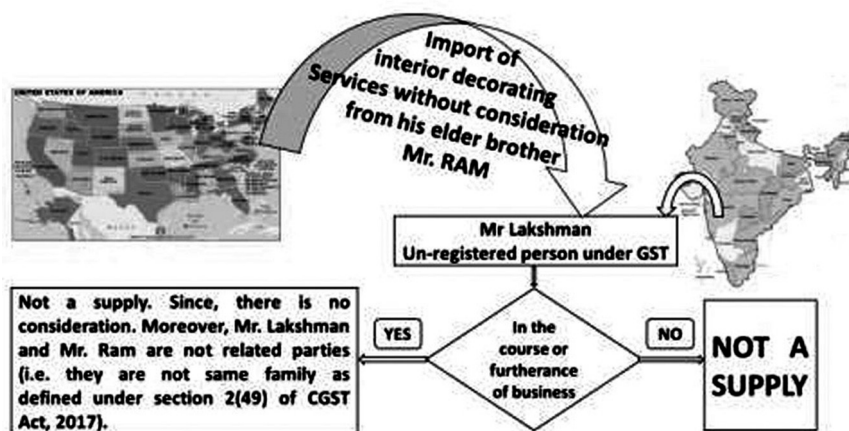 UNITED STATES OF AMERICA
Import of
interior decorating
Services without consideration
from his elder brother
Mr. RAM
Mr Lakshman
Un-registered person under GST
Not a supply. Since, there is no
consideration. Moreover, Mr. Lakshman
and Mr. Ram are not related parties
(i.e. they are not same family as
defined under section 2(49) of CGST
Act, 2017).
YES
In the
course or
furtherance
of business
NO
NOT A
SUPPLY